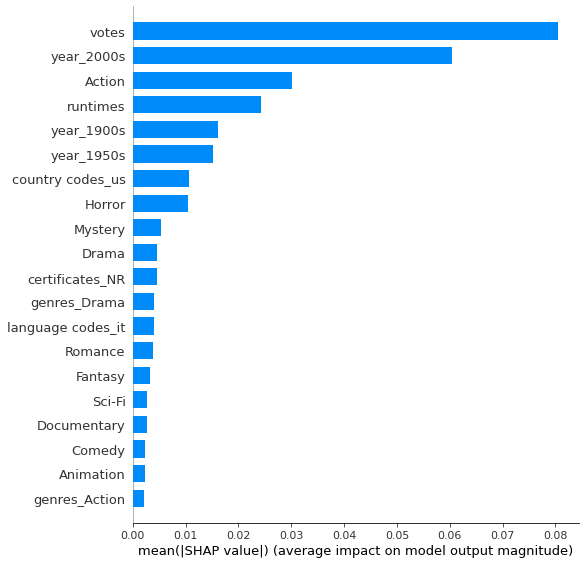 votes
year_2000s
Action
runtimes
year_1900s
year_1950s
country codes_us
Horror
Mystery
Drama
certificates_NR
genres_Drama
language codes_it
Romance
Fantasy
Sci-Fi
Documentary
Comedy
Animation
genres_Action
0.00 0.01 0.02 0.03 0.04 0.05 0.06 0.07 0.08
mean(|SHAP value|) (average impact on model output magnitude)